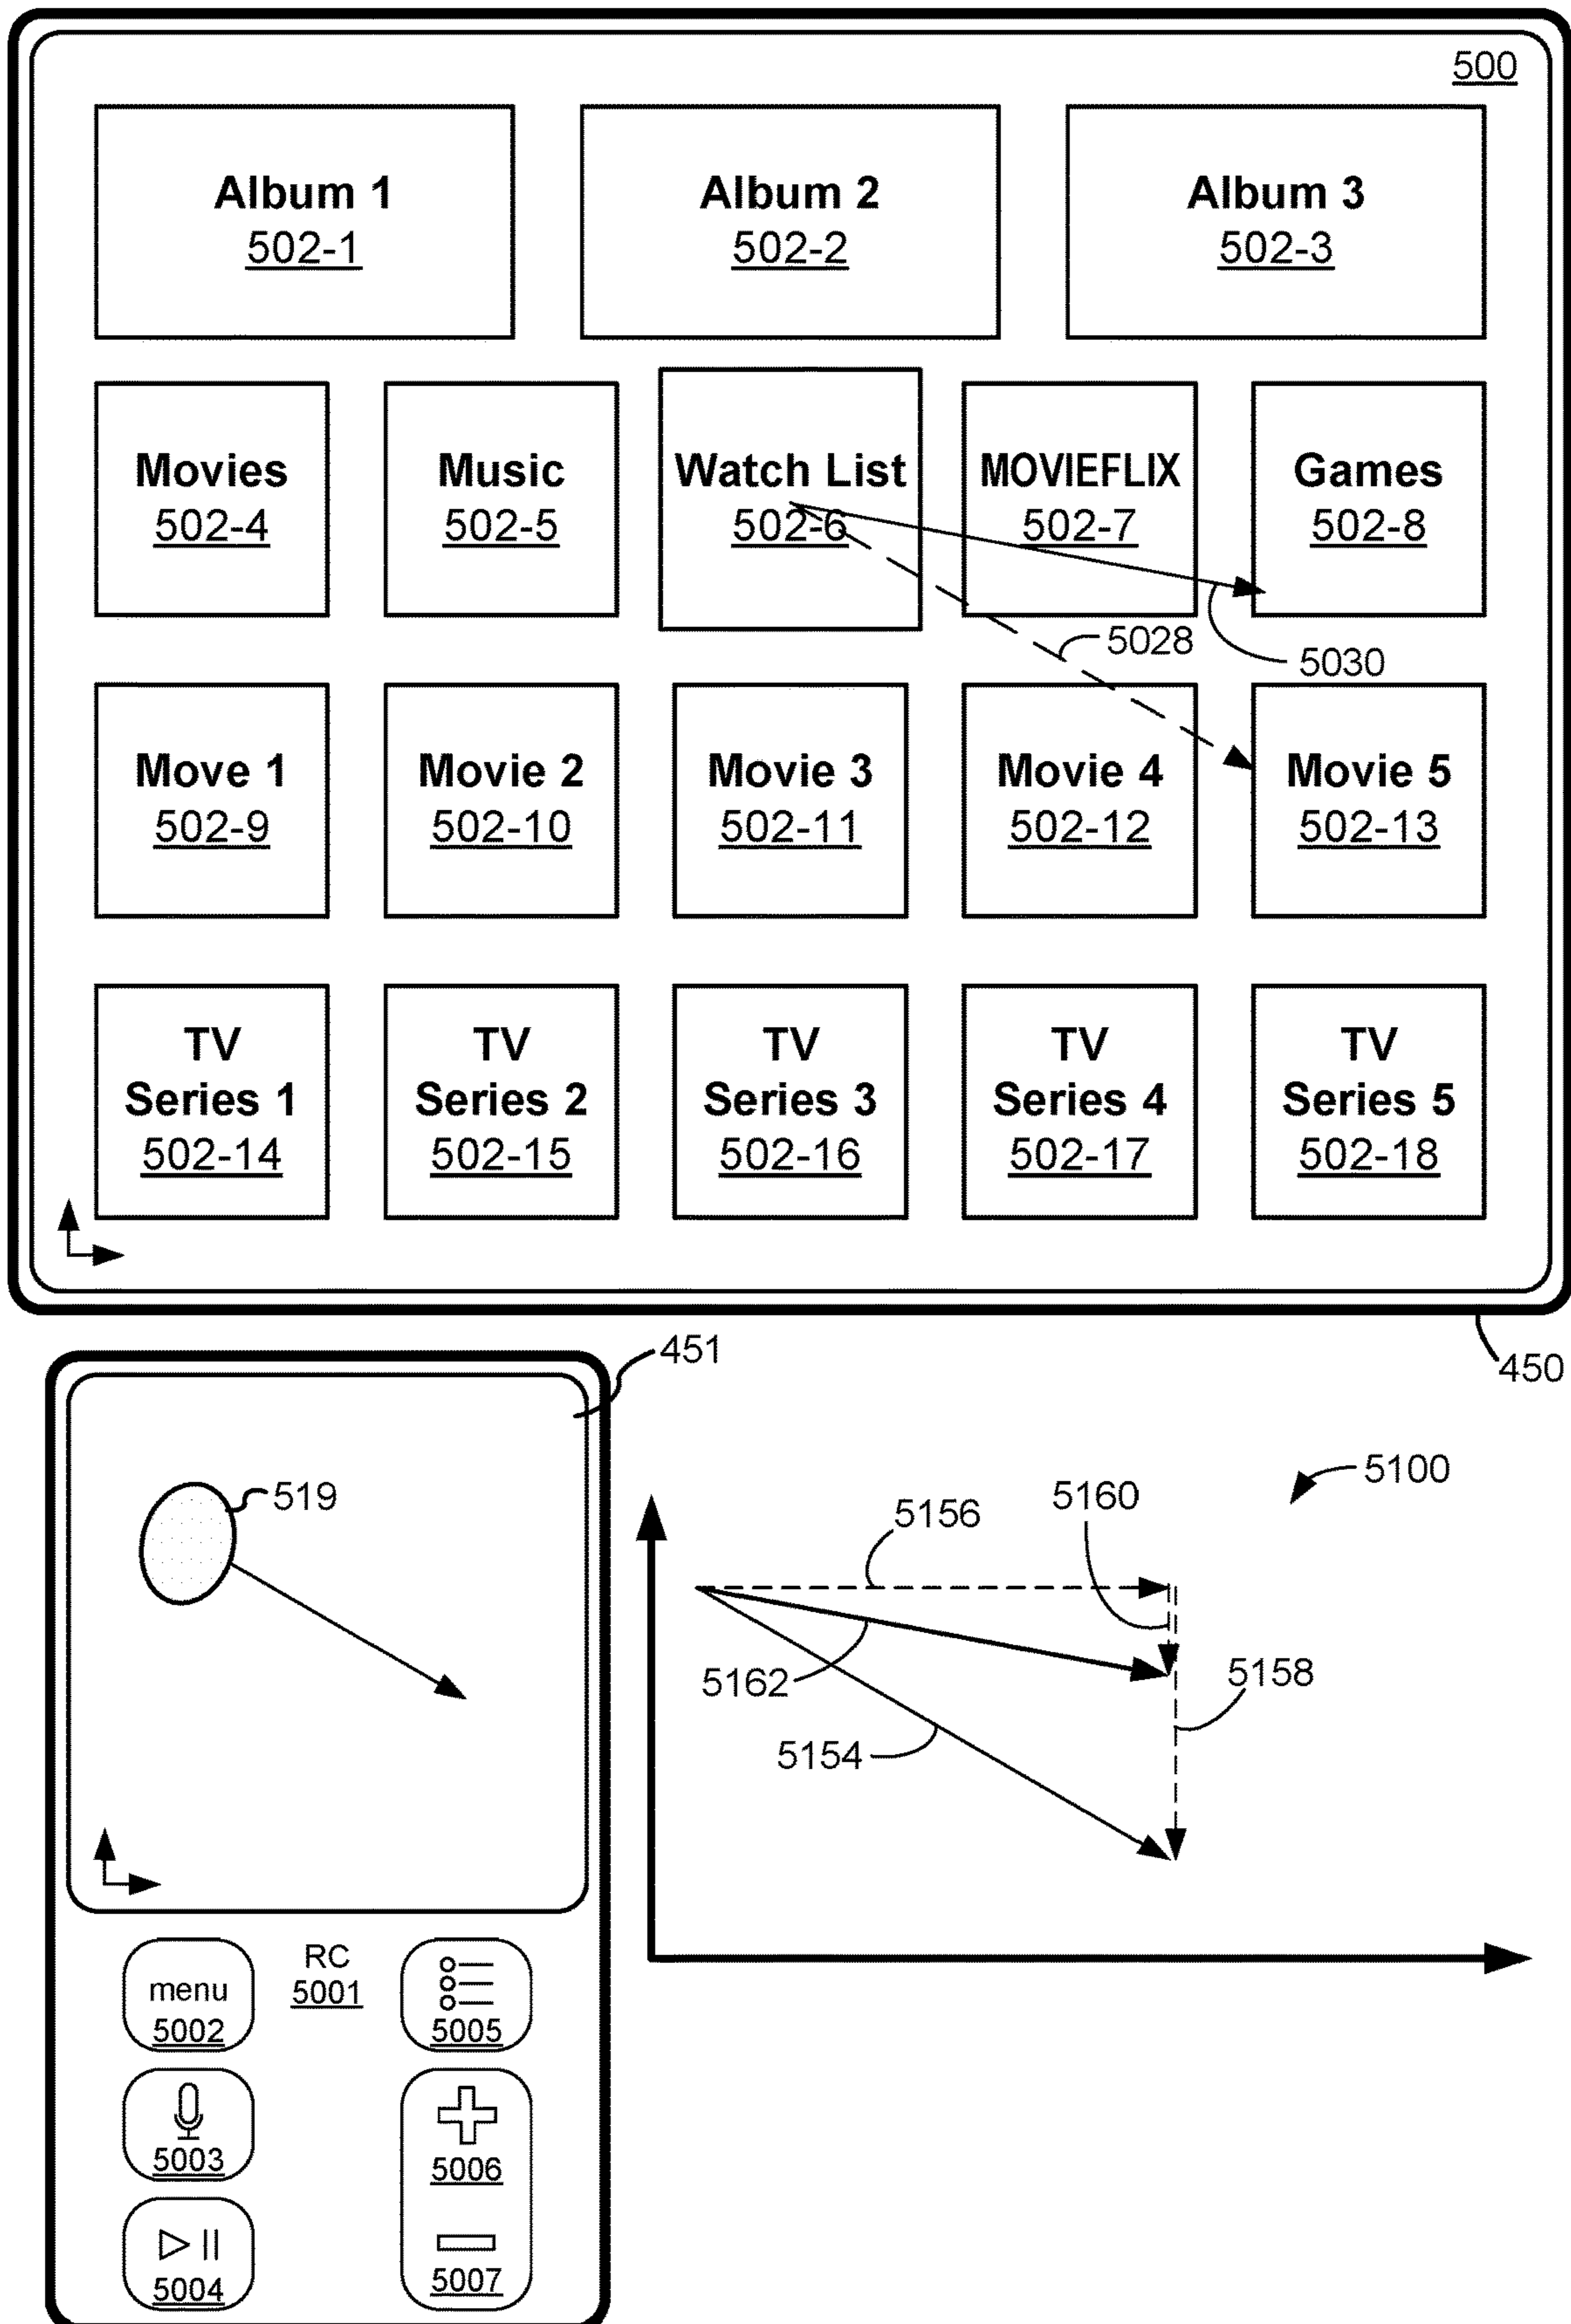 500
Album 1
502-1
Album 2
502-2
Album 3
502-3
Movies
502-4
Music
502-5
Watch List
502-6
MOVIEFLIX
502-7
Games
502-8
5028
5030
Move 1
502-9
Movie 2
502-10
Movie 3
502-11
Movie 4
502-12
Movie 5
502-13
TV
Series 1
502-14
TV
Series 2
502-15
TV
Series 3
502-16
TV
Series 4
502-17
TV
Series 5
502-18
450
451
519
RC
5001
menu
5002
5003
5004
5005
5006
5007
5100
5156
5160
5162
5158
5154